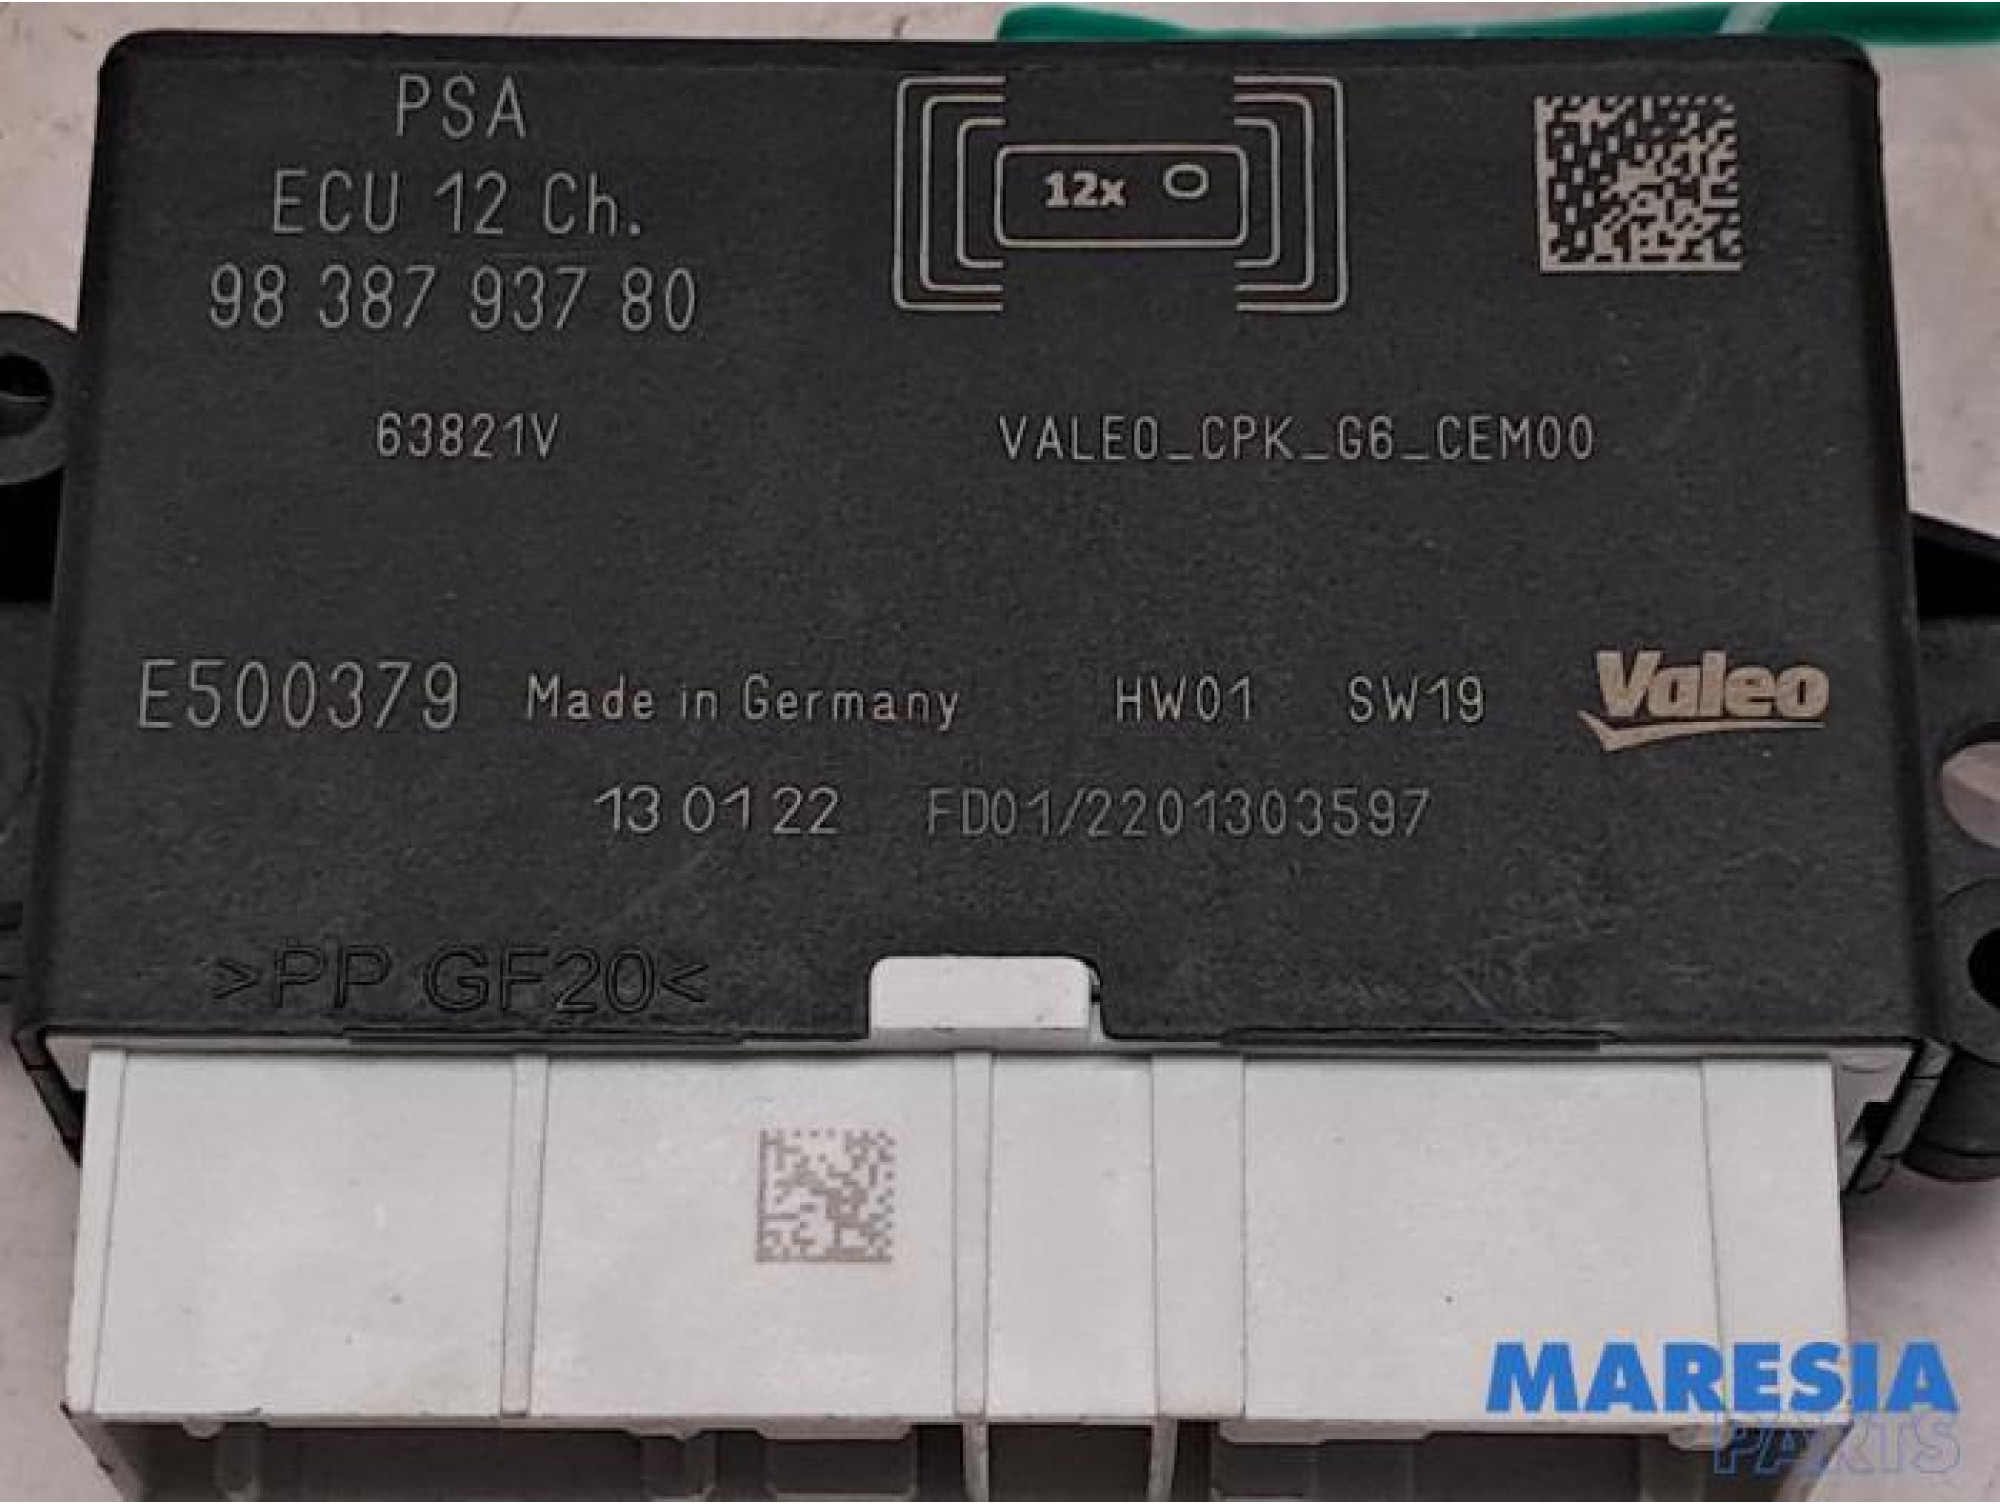 PSA
ECU 12 Ch.
98 387 937 80
12x
63821V
VALEO_CPK_G6_CEM00
E500379 Made in Germany HW01 SW19 Valeo
13 01 22 FD01/2201303597
>PP GF20<
MARESIA
PARTS